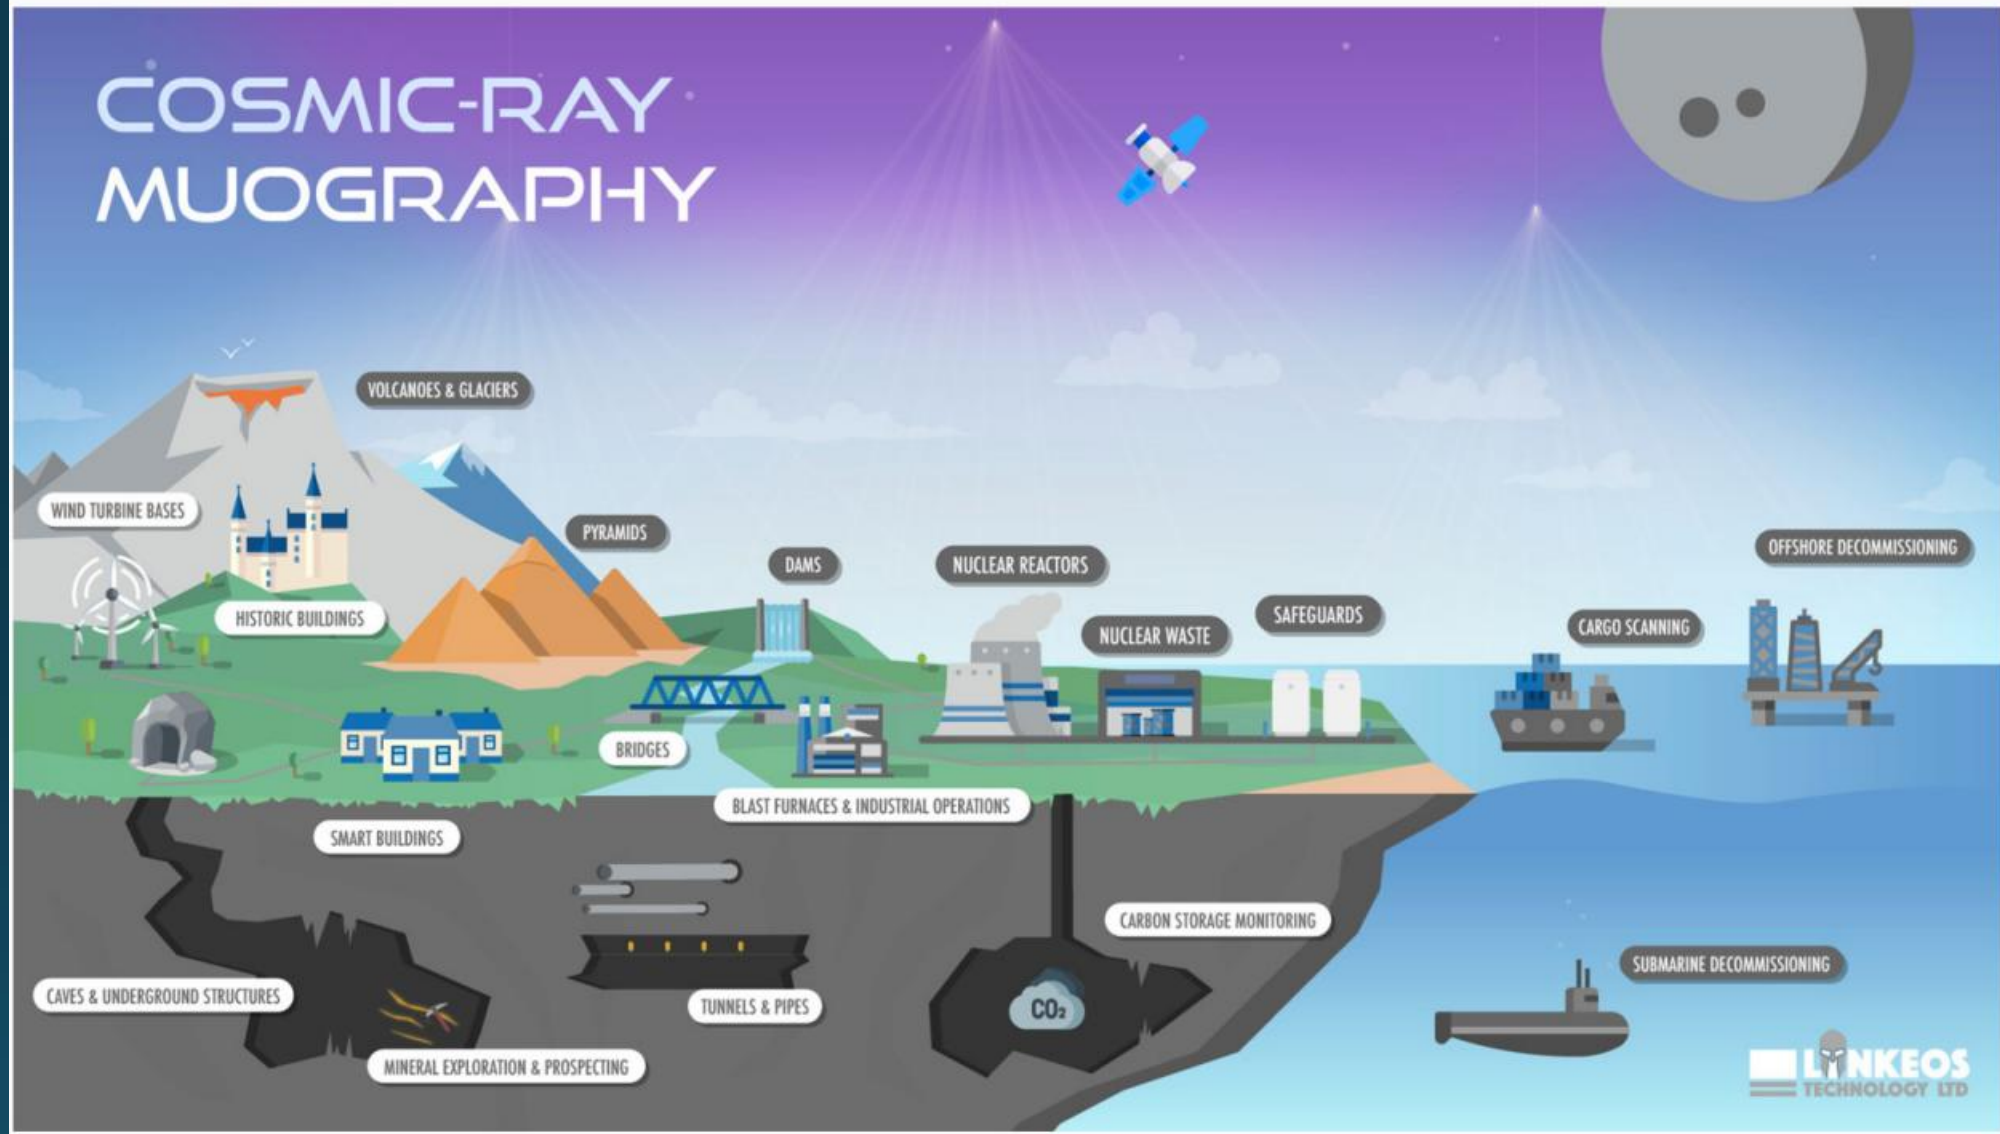 COSMIC-RAY
MUOGRAPHY
VOLCANOES & GLACIERS
WIND TURBINE BASES
PYRAMIDS
HISTORIC BUILDINGS
DAMS
NUCLEAR REACTORS
NUCLEAR WASTE
SAFEGUARDS
CARGO SCANNING
OFFSHORE DECOMMISSIONING
BRIDGES
BLAST FURNACES & INDUSTRIAL OPERATIONS
SMART BUILDINGS
CARBON STORAGE MONITORING
CAVES & UNDERGROUND STRUCTURES
TUNNELS & PIPES
CO₂
SUBMARINE DECOMMISSIONING
MINERAL EXPLORATION & PROSPECTING
LYNKEOS
TECHNOLOGY LTD